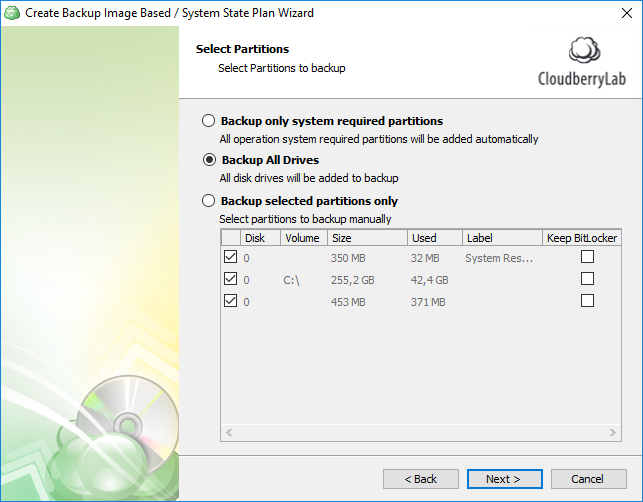 Create Backup Image Based / System State Plan Wizard
Select Partitions
Select Partitions to backup
CloudberryLab
Backup only system required partitions
All operation system required partitions will be added automatically
Backup All Drives
All disk drives will be added to backup
Backup selected partitions only
Select partitions to backup manually
Disk Volume Size Used Label Keep BitLocker
0 350 MB 32 MB System Res...
0 C:\ 255,2 GB 42,4 GB
0 453 MB 371 MB
< Back Next > Cancel